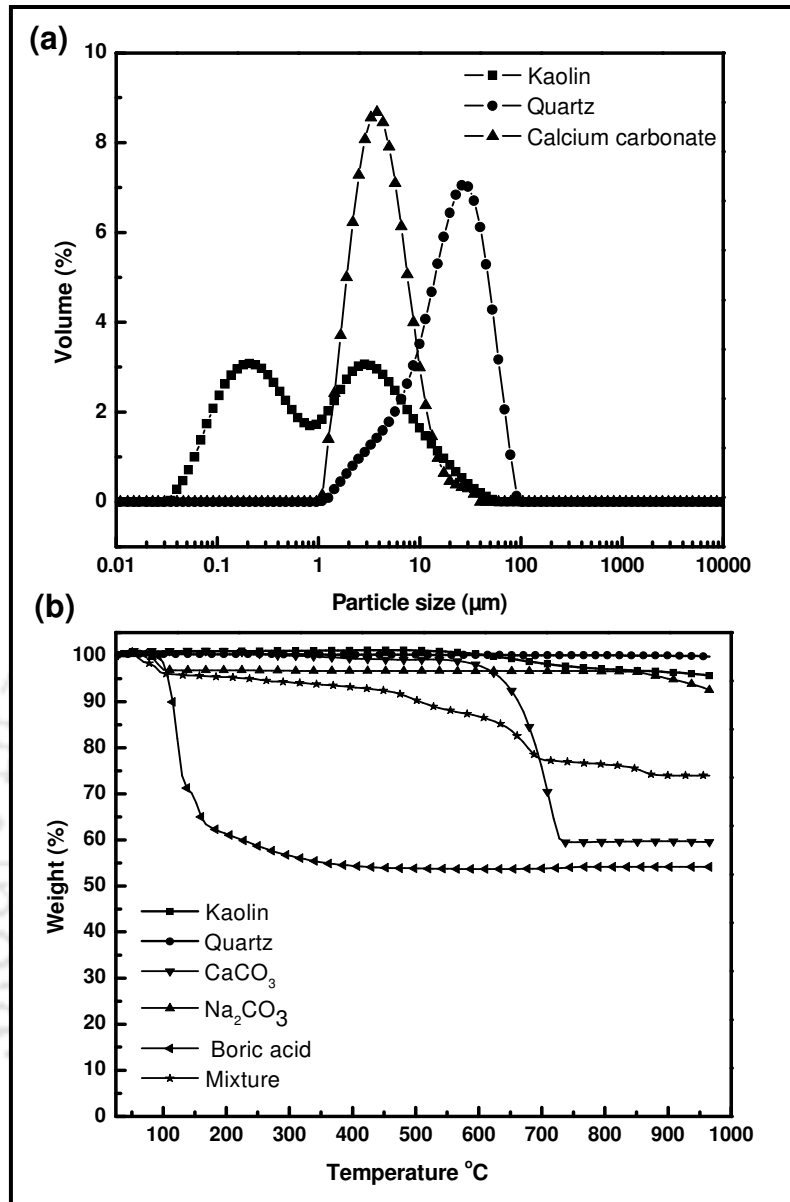 (a)
10
8
6
4
2
0
Volume (%)
Kaolin
Quartz
Calcium carbonate
0.01 0.1 1 10 100 1000 10000
Particle size (µm)
(b)
100
90
80
70
60
50
40
30
20
10
0
Weight (%)
Kaolin
Quartz
CaCO₃
Na₂CO₃
Boric acid
Mixture
100 200 300 400 500 600 700 800 900 1000
Temperature °C